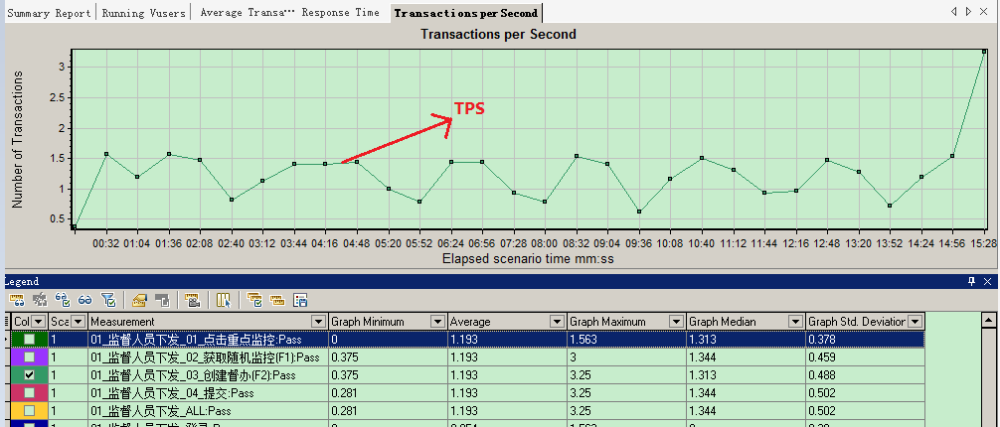 Summary Report Running Vusers Average Transa… Response Time Transactions per Second
Transactions per Second
Number of Transactions
3
2.5
2
1.5
1
0.5
TPS
00:32 01:04 01:36 02:08 02:40 03:12 03:44 04:16 04:48 05:20 05:52 06:24 06:56 07:28 08:00 08:32 09:04 09:36 10:08 10:40 11:12 11:44 12:16 12:48 13:20 13:52 14:24 14:56 15:28
Elapsed scenario time mm:ss
Legend
Col Sca Measurement Graph Minimum Average Graph Maximum Graph Median Graph Std. Deviation
1 01_监督人员下发_01_点击重点监控:Pass 0 1.193 1.563 1.313 0.378
1 01_监督人员下发_02_获取随机监控(F1):Pass 0.375 1.193 3 1.344 0.459
1 01_监督人员下发_03_创建督办(F2):Pass 0.375 1.193 3.25 1.313 0.488
1 01_监督人员下发_04_提交:Pass 0.281 1.193 3.25 1.344 0.502
1 01_监督人员下发_ALL:Pass 0.281 1.193 3.25 1.344 0.502